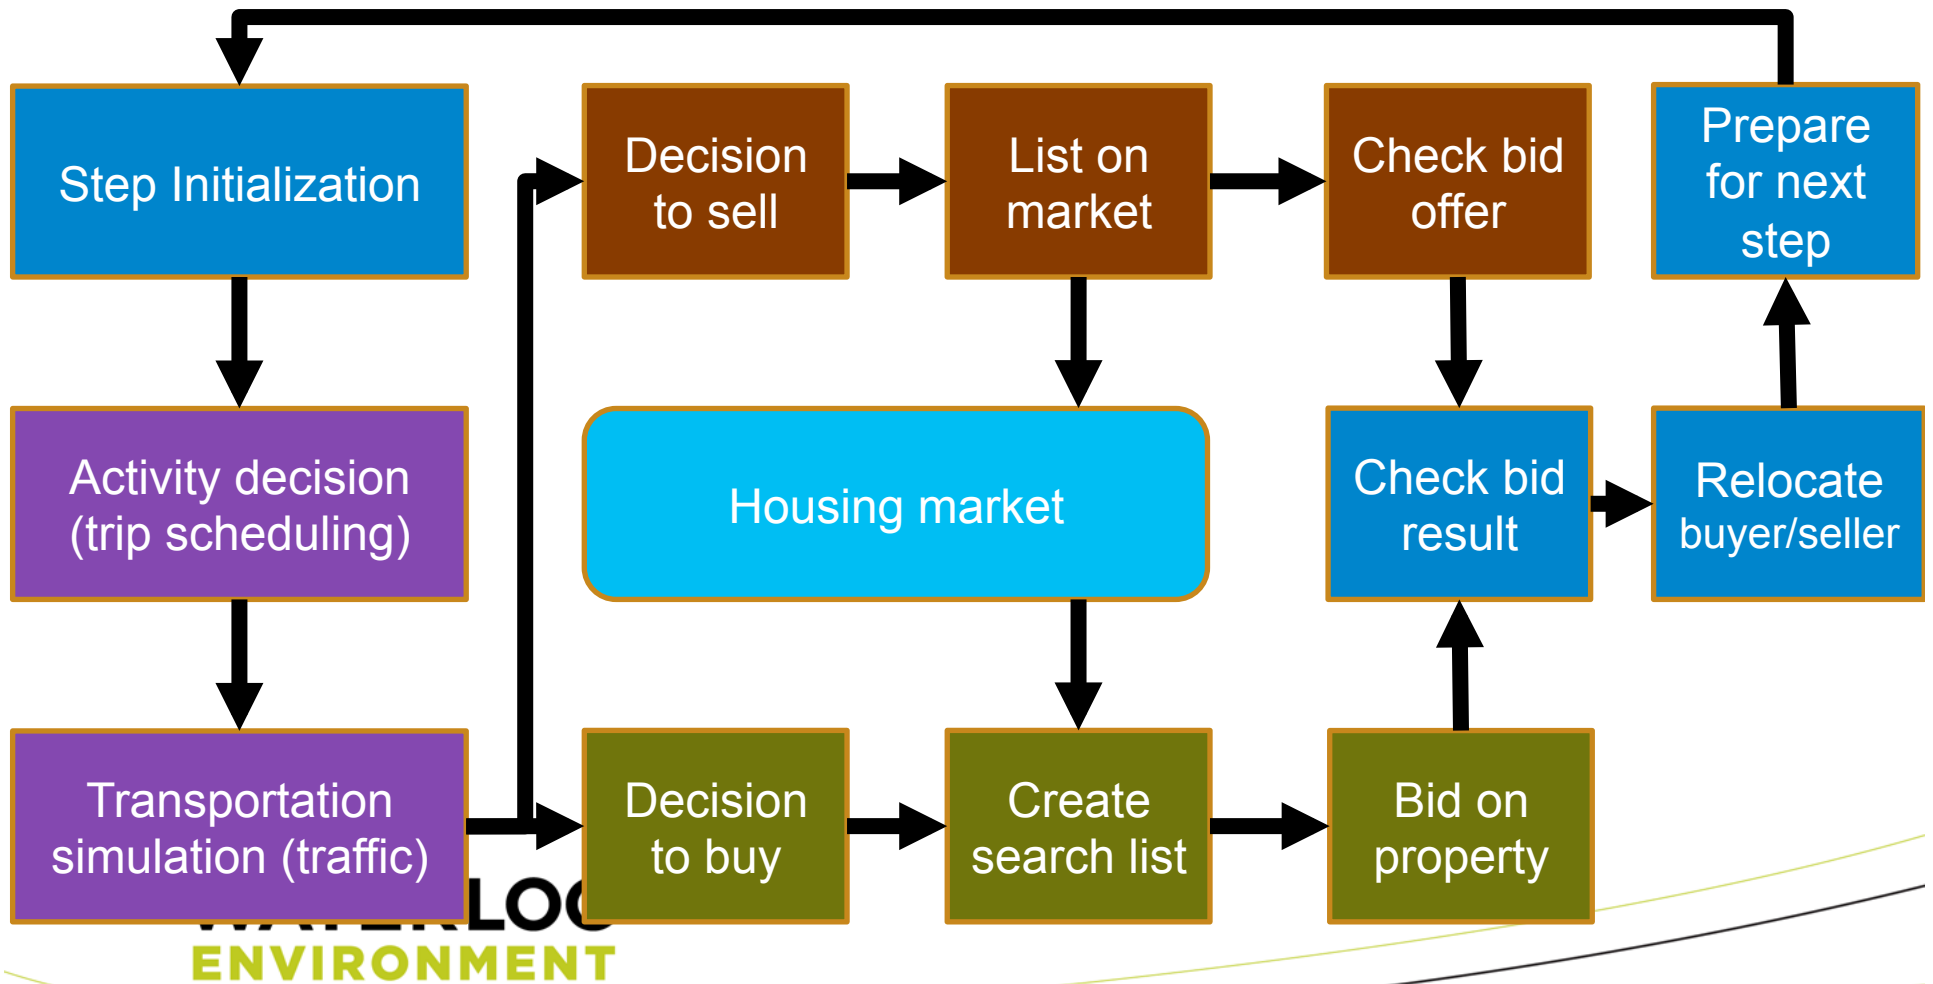 Step Initialization
Decision
to sell
List on
market
Check bid
offer
Prepare
for next
step
Activity decision
(trip scheduling)
Housing market
Check bid
result
Relocate
buyer/seller
Transportation
simulation (traffic)
Decision
to buy
Create
search list
Bid on
property
ENVIRONMENT